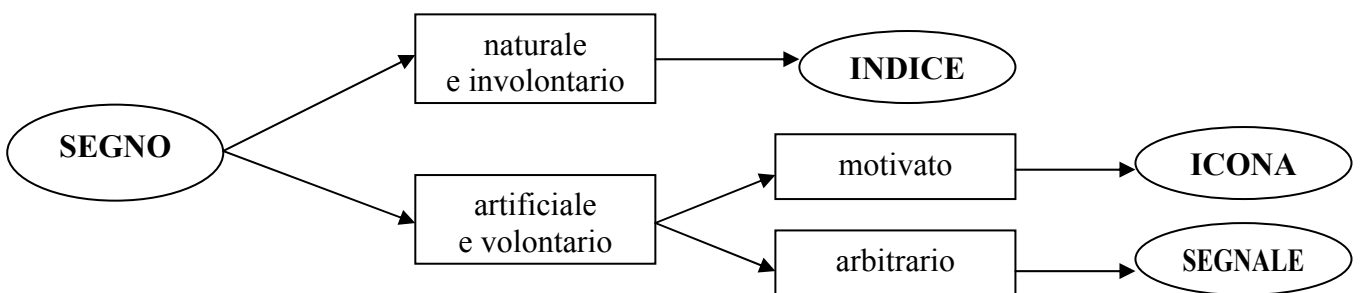 naturale
e involontario
INDICE
SEGNO
motivato
ICONA
artificiale
e volontario
arbitrario
SEGNALE